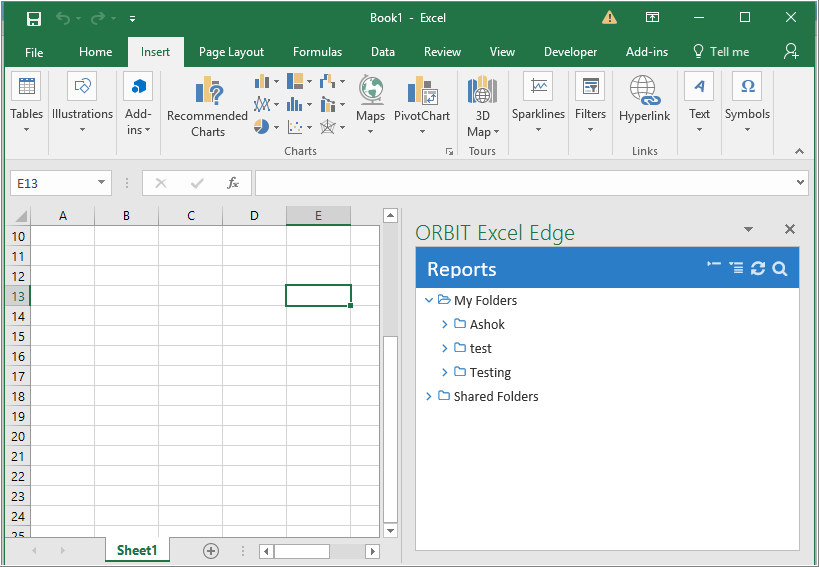 Book1 - Excel
File Home Insert Page Layout Formulas Data Review View Developer Add-ins Tell me
Tables Illustrations Add-ins Recommended Charts Maps PivotChart 3D Map Sparklines Filters Hyperlink Text Symbols
Charts Tours Links
E13 fx
A B C D E
10
11
12
13
14
15
16
17
18
19
20
21
22
23
24
25
Sheet1
ORBIT Excel Edge
Reports
My Folders
Ashok
test
Testing
Shared Folders